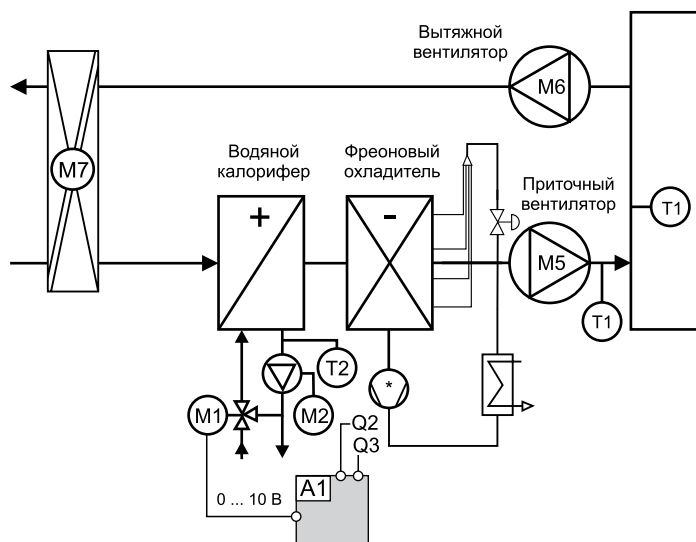 Вытяжной
вентилятор
M6
M7
Водяной
калорифер
Фреоновый
охладитель
Приточный
вентилятор
+
-
T1
M5
T1
T2
*
M1
M2
Q2
Q3
A1
0 ... 10 В